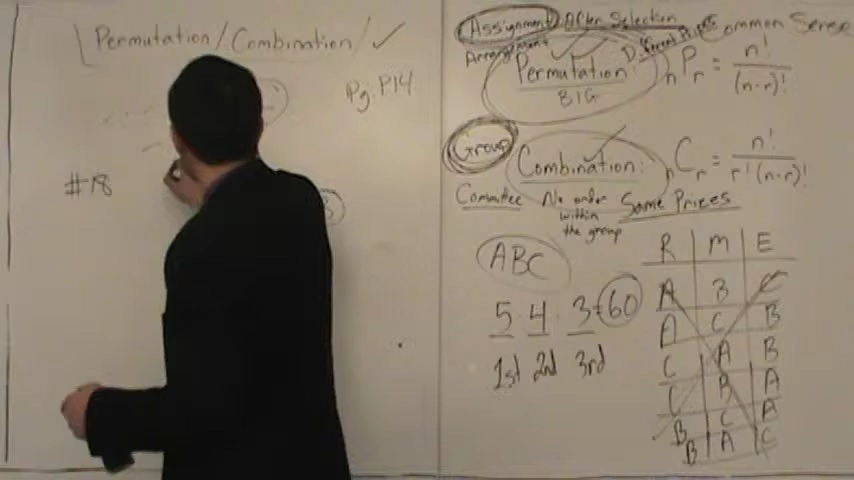 Permutation/Combination/✓
Pg. P14
#18
Assignment After Selection
Arrangement Different Prizes Common Sense
Permutation:
BIG
nPr = n!/(n-r)!
Group
Combination:
nCr = n!/r!(n-r)!
Committee No order within the group Same Prizes
ABC
5 · 4 · 3 = 60
1st 2nd 3rd
R M E
A B C
A C B
C A B
C B A
B C A
B A C